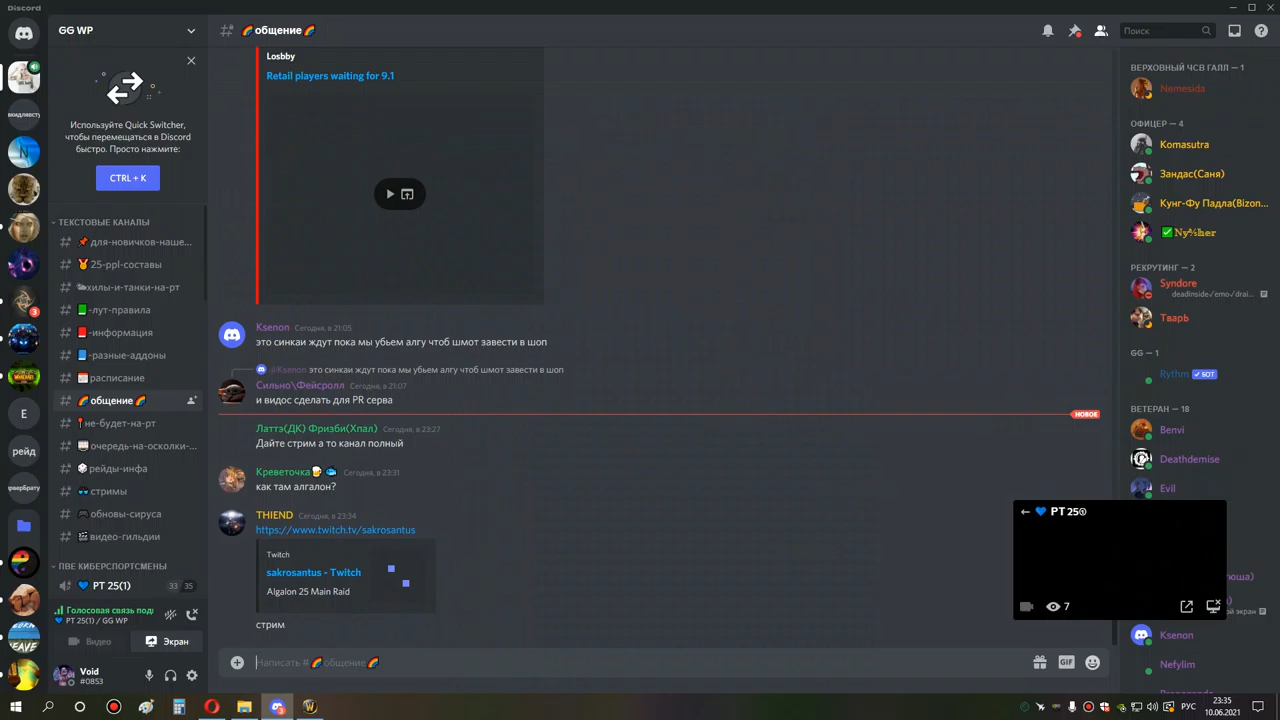 Discord
GG WP
Используйте Quick Switcher,
чтобы перемещаться в Discord
быстро. Просто нажмите:
CTRL + K
ТЕКСТОВЫЕ КАНАЛЫ
для-новичков-наше...
25-ppl-составы
хилы-и-танки-на-рт
-лут-правила
-информация
-разные-аддоны
расписание
общение
не-будет-на-рт
очередь-на-осколки-...
рейды-инфа
стримы
обновы-сируса
видео-гильдии
ПВЕ КИБЕРСПОРТСМЕНЫ
РТ 25(1)
33 35
Голосовая связь под
РТ 25(1) / GG WP
Видео
Экран
Void
#0853
E
рейд
3
общение
Поиск
Losbby
Retail players waiting for 9.1
Ksenon Сегодня, в 21:05
это синкаи ждут пока мы убьем алгу чтоб шмот завести в шоп
@Ksenon это синкаи ждут пока мы убьем алгу чтоб шмот завести в шоп
Сильно\Фейсролл Сегодня, в 21:07
и видос сделать для PR серва
НОВОЕ
Латтэ(ДК) Фризби(Хпал) Сегодня, в 23:27
Дайте стрим а то канал полный
Креветочка Сегодня, в 23:31
как там алгалон?
THIEND Сегодня, в 23:34
https://www.twitch.tv/sakrosantus
Twitch
sakrosantus - Twitch
Algalon 25 Main Raid
стрим
Написать # общение
GIF
ВЕРХОВНЫЙ ЧСВ ГАЛЛ — 1
Nemesida
ОФИЦЕР — 4
Komasutra
Зандас(Саня)
Кунг-Фу Падла(Bizon...
РЕКРУТИНГ — 2
Syndore
deadinside√emo√drai...
Тварь
GG — 1
Rythm БОТ
ВЕТЕРАН — 18
Benvi
Deathdemise
Evil
РТ 25
7
Ksenon
Nefylim
РУС
23:35
10.06.2021